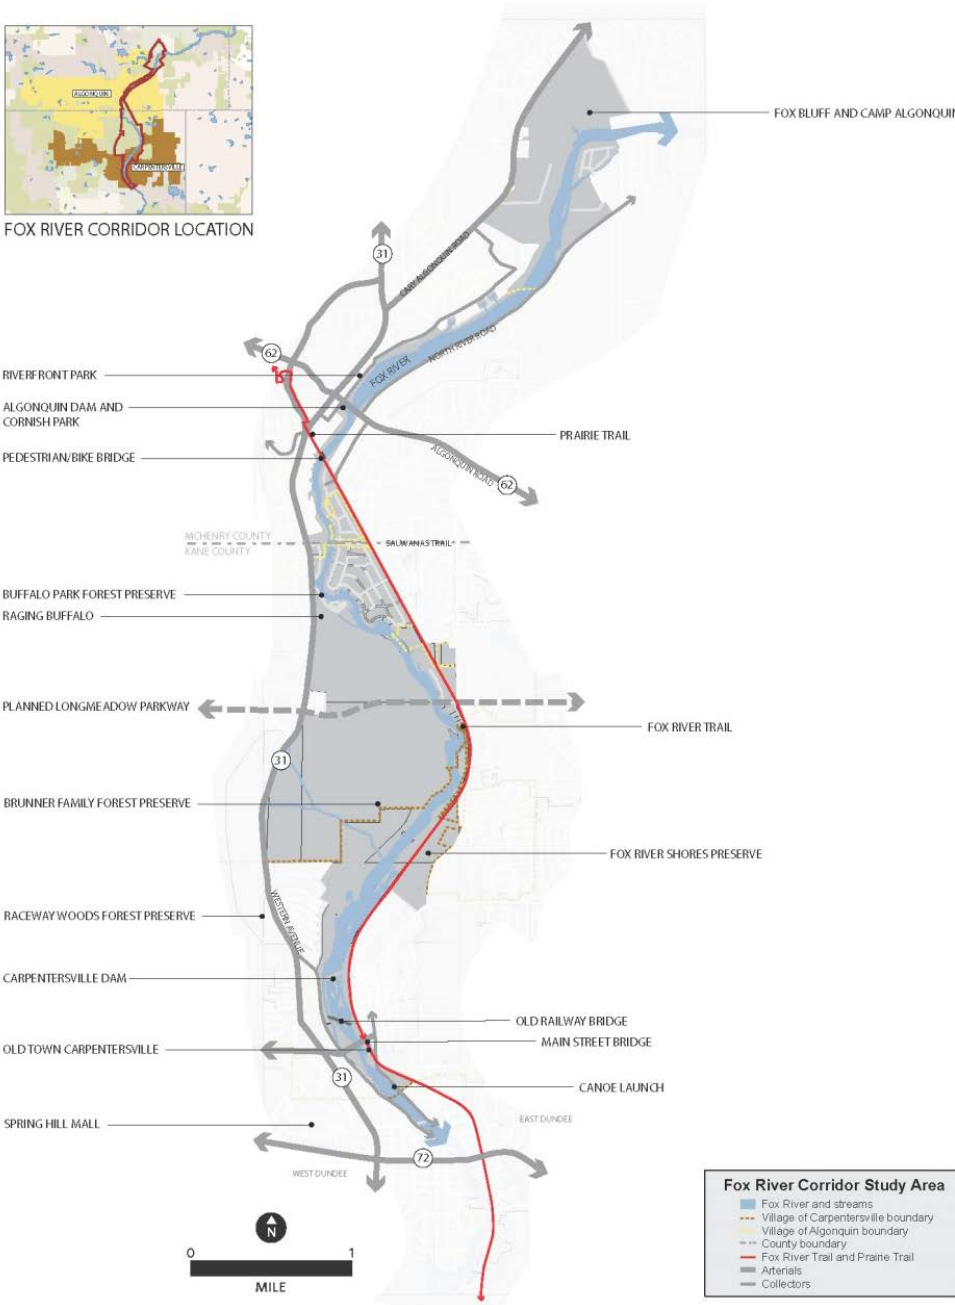 ALGONQUIN
CARPENTERSVILLE
FOX RIVER CORRIDOR LOCATION
FOX BLUFF AND CAMP ALGONQUIN
31
CARY ALGONQUIN ROAD
62
FOX RIVER
NORTH RIVER ROAD
RIVERFRONT PARK
ALGONQUIN DAM AND
CORNISH PARK
PRAIRIE TRAIL
PEDESTRIAN/BIKE BRIDGE
ALGONQUIN ROAD
62
MCHENRY COUNTY
KANE COUNTY
SAUWANAS TRAIL
BUFFALO PARK FOREST PRESERVE
RAGING BUFFALO
PLANNED LONGMEADOW PARKWAY
FOX RIVER TRAIL
31
BRUNNER FAMILY FOREST PRESERVE
FOX RIVER SHORES PRESERVE
RACEWAY WOODS FOREST PRESERVE
WESTERN AVENUE
CARPENTERSVILLE DAM
OLD RAILWAY BRIDGE
MAIN STREET BRIDGE
OLD TOWN CARPENTERSVILLE
31
CANOE LAUNCH
SPRING HILL MALL
EAST DUNDEE
72
WEST DUNDEE
N
0 1
MILE
Fox River Corridor Study Area
Fox River and streams
Village of Carpentersville boundary
Village of Algonquin boundary
County boundary
Fox River Trail and Prairie Trail
Arterials
Collectors